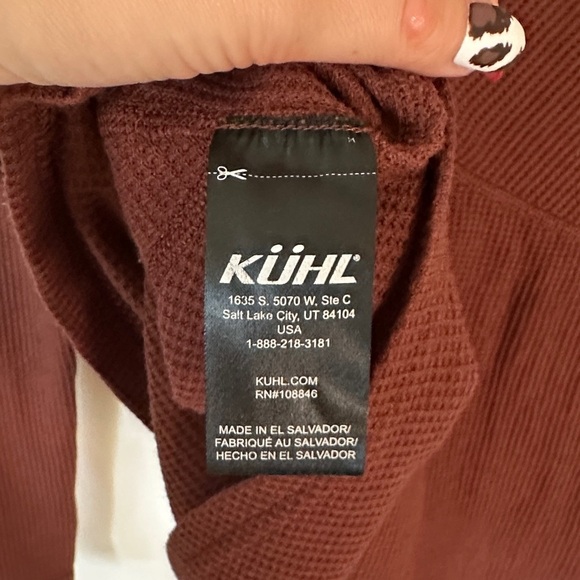 KÜHL®
1635 S. 5070 W, Ste C
Salt Lake City, UT 84104
USA
1-888-218-3181
KUHL.COM
RN#108846
MADE IN EL SALVADOR/
FABRIQUÉ AU SALVADOR/
HECHO EN EL SALVADOR